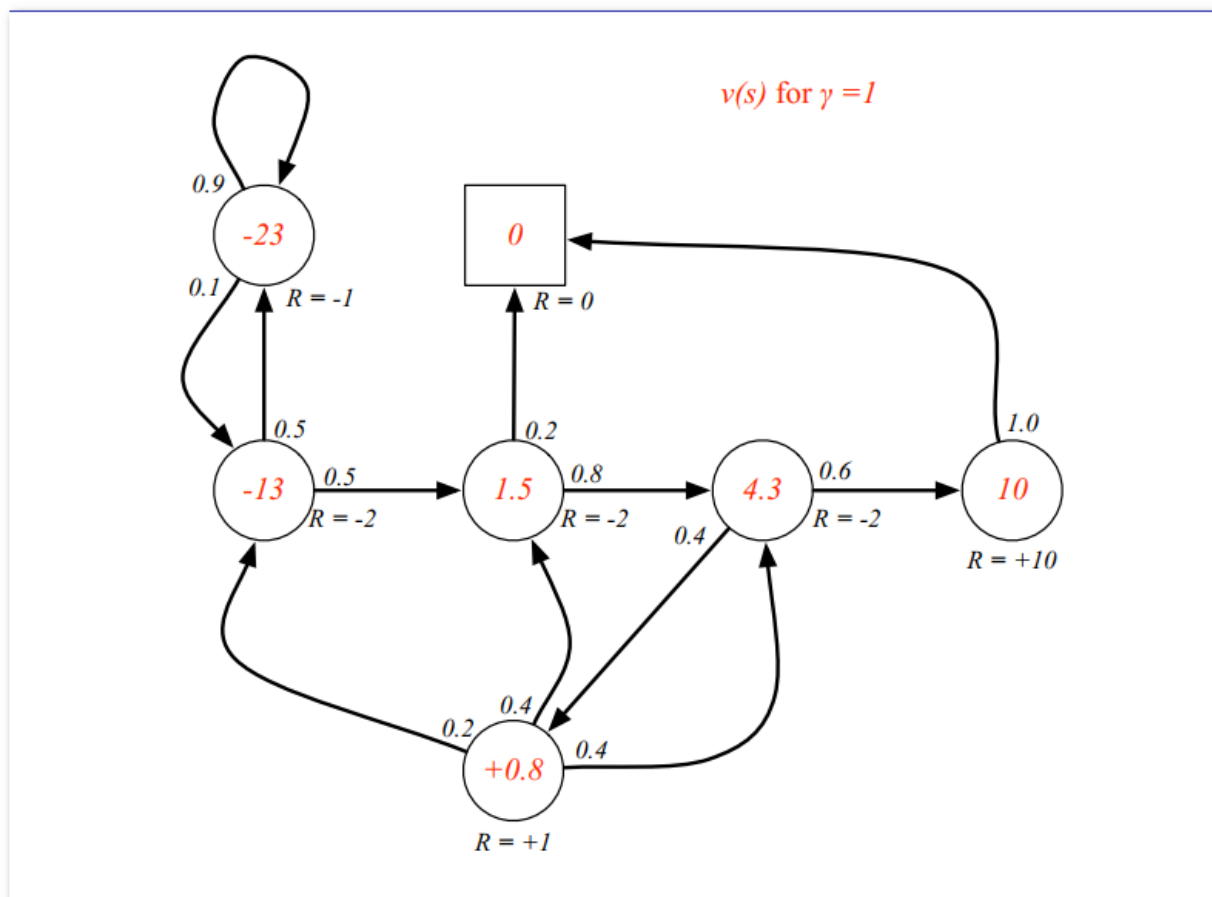 v(s) for γ =1
0.9
-23
0
0.1
R = -1
R = 0
0.5
0.2
1.0
-13
0.5
1.5
0.8
4.3
0.6
10
R = -2
R = -2
0.4
R = -2
R = +10
0.2
0.4
0.4
+0.8
R = +1